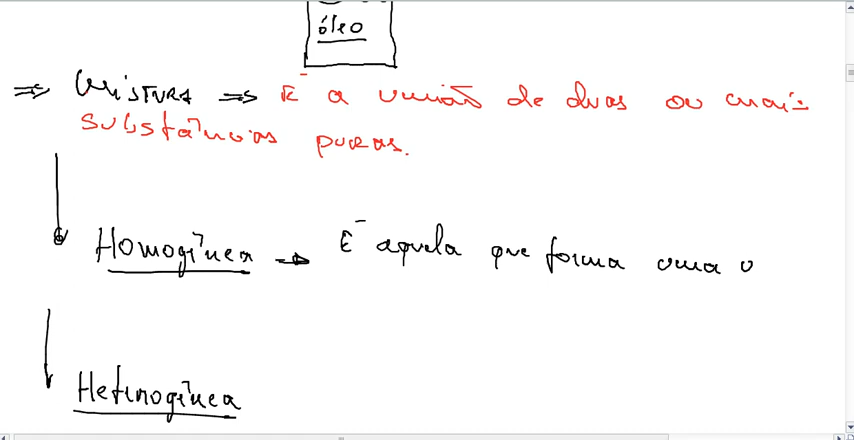 óleo
⇒ MISTURA ⇒ É a união de duas ou mais
substâncias puras.
Homogênea → É aquela que forma uma u
Heterogênea